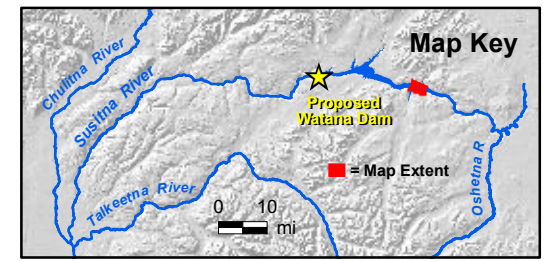 Map Key
Chulitna River
Susitna River
Proposed
Watana Dam
Talkeetna River
= Map Extent
Oshetna R
0 10
mi